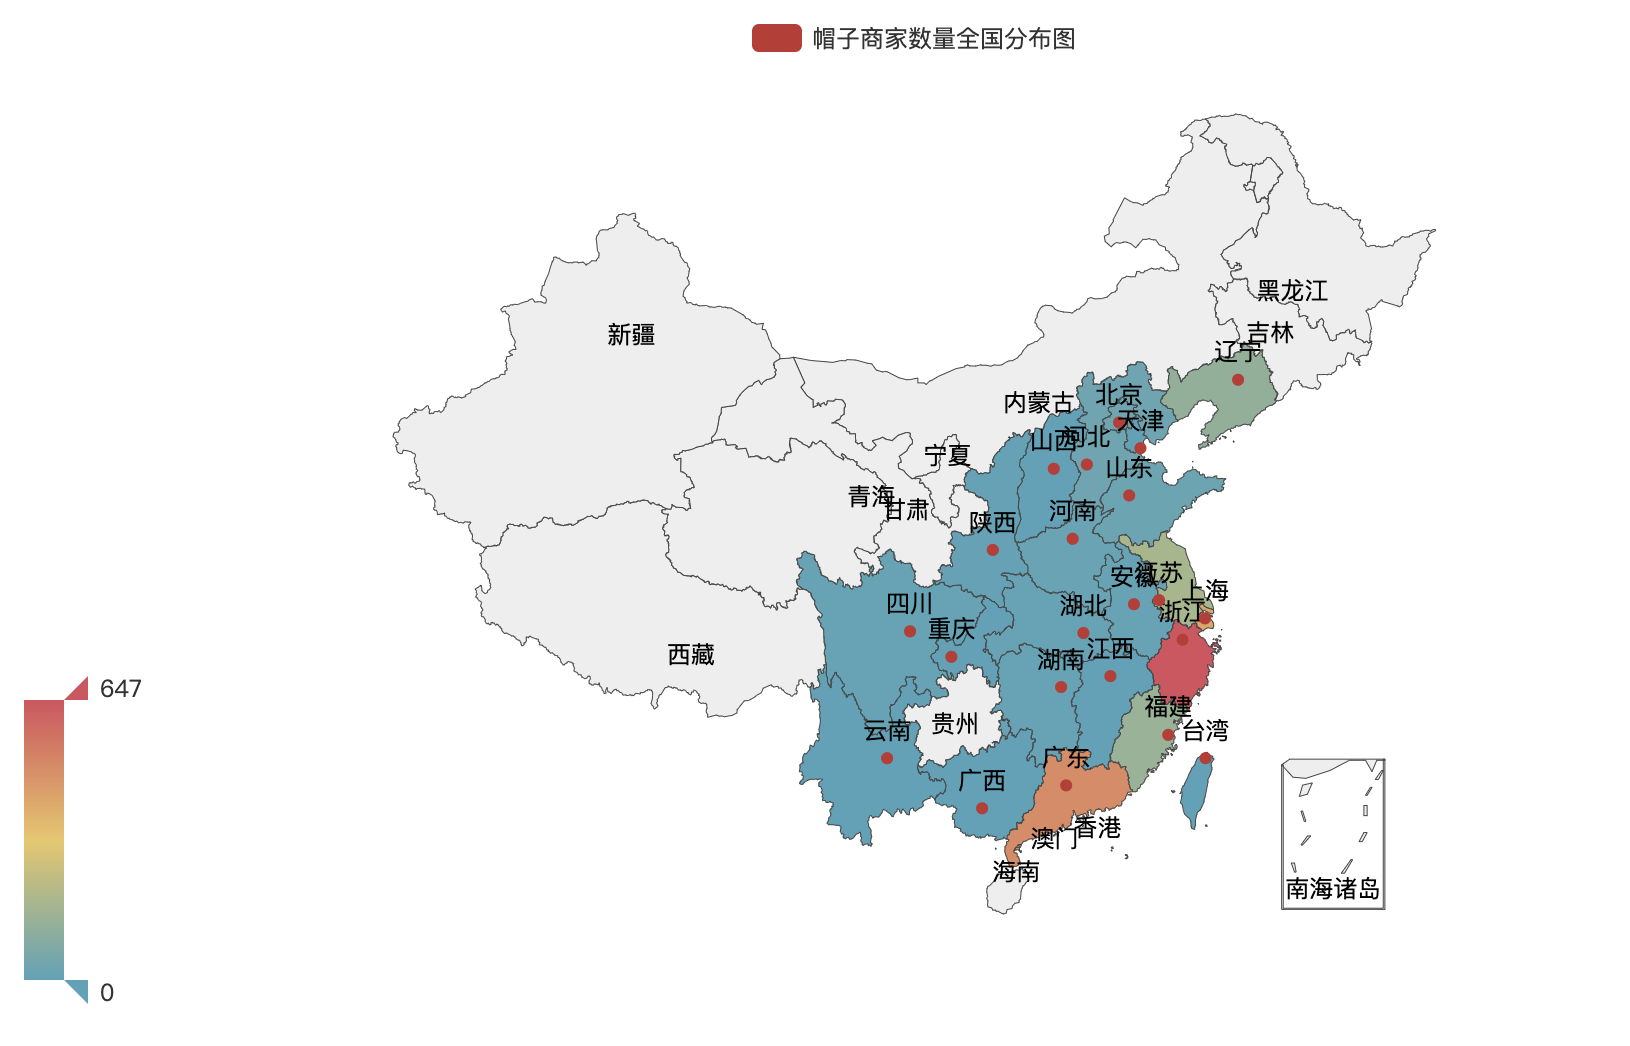 帽子商家数量全国分布图
黑龙江
吉林
新疆
辽宁
北京
内蒙古
天津
山西
河北
宁夏
山东
青海
甘肃
河南
陕西
江苏
安徽
上海
四川
湖北
浙江
重庆
江西
西藏
湖南
647
福建
贵州
云南
台湾
广东
广西
香港
澳门
海南
南海诸岛
0